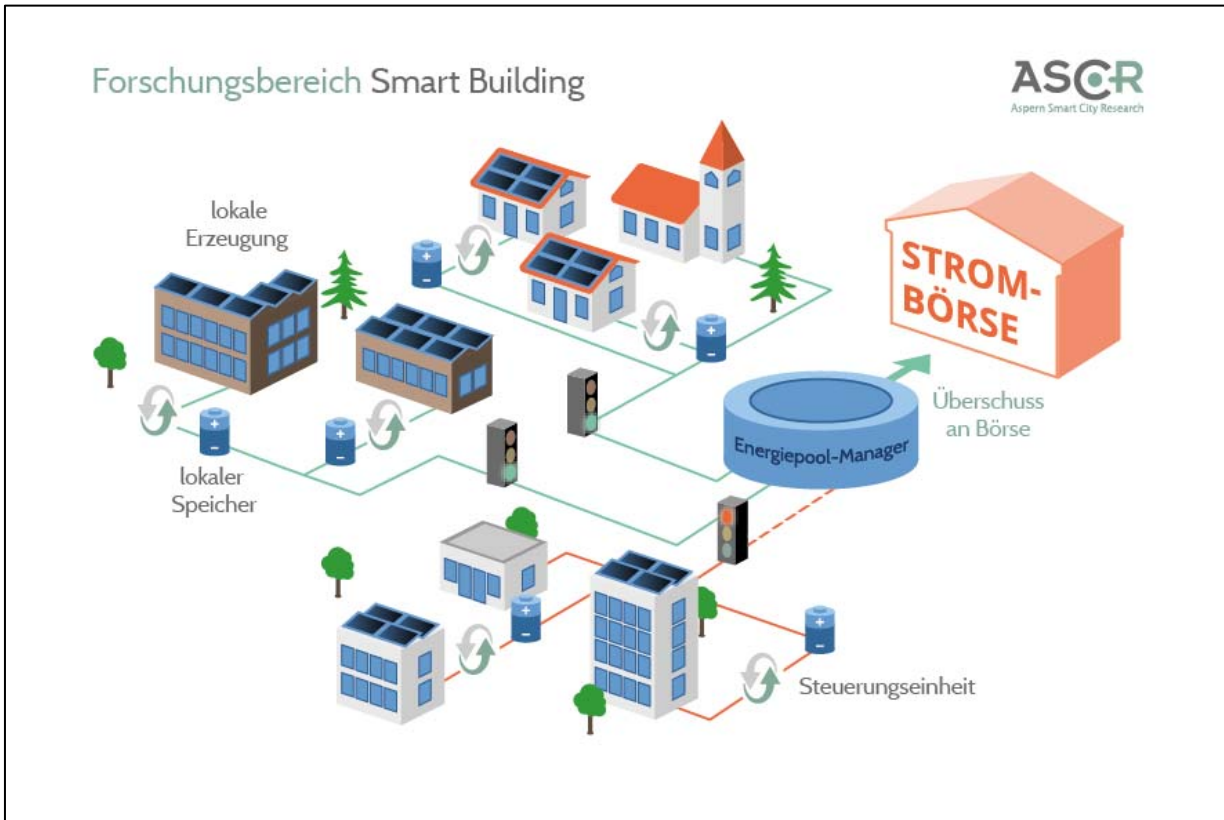 Forschungsbereich Smart Building
ASCR
Aspern Smart City Research
lokale
Erzeugung
STROM-
BÖRSE
Überschuss
an Börse
Energiepool-Manager
lokaler
Speicher
Steuerungseinheit